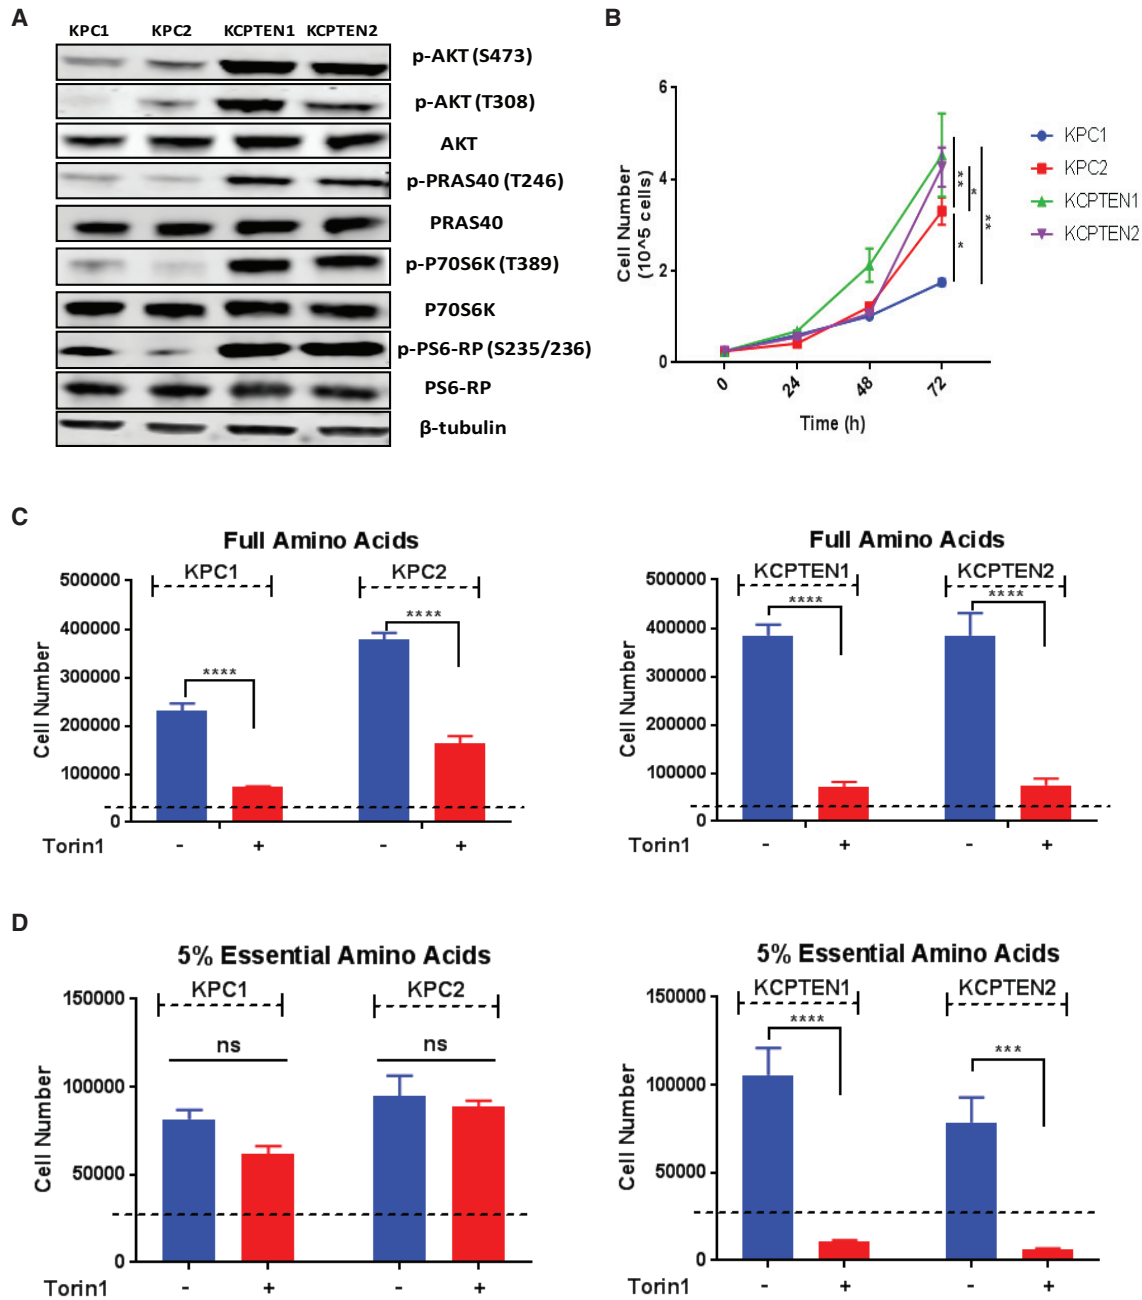 A
KPC1 KPC2 KCPTEN1 KCPTEN2
p-AKT (S473)
p-AKT (T308)
AKT
p-PRAS40 (T246)
PRAS40
p-P70S6K (T389)
P70S6K
p-PS6-RP (S235/236)
PS6-RP
β-tubulin
B
Cell Number
(10^5 cells)
6
4
2
0
0 24 48 72
Time (h)
** * * **
KPC1
KPC2
KCPTEN1
KCPTEN2
C
Full Amino Acids
KPC1 KPC2
Cell Number
500000
400000
300000
200000
100000
0
**** ****
Torin1 - + - +
Full Amino Acids
KCPTEN1 KCPTEN2
Cell Number
500000
400000
300000
200000
100000
0
**** ****
Torin1 - + - +
D
5% Essential Amino Acids
KPC1 KPC2
Cell Number
150000
100000
50000
0
ns ns
Torin1 - + - +
5% Essential Amino Acids
KCPTEN1 KCPTEN2
Cell Number
150000
100000
50000
0
**** ***
Torin1 - + - +